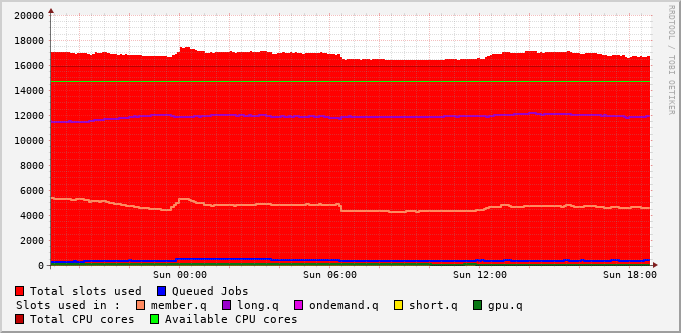 20000
18000
16000
14000
12000
10000
8000
6000
4000
2000
0
Sun 00:00 Sun 06:00 Sun 12:00 Sun 18:00
Total slots used Queued Jobs
Slots used in : member.q long.q ondemand.q short.q gpu.q
Total CPU cores Available CPU cores
RRDTOOL / TOBI OETIKER